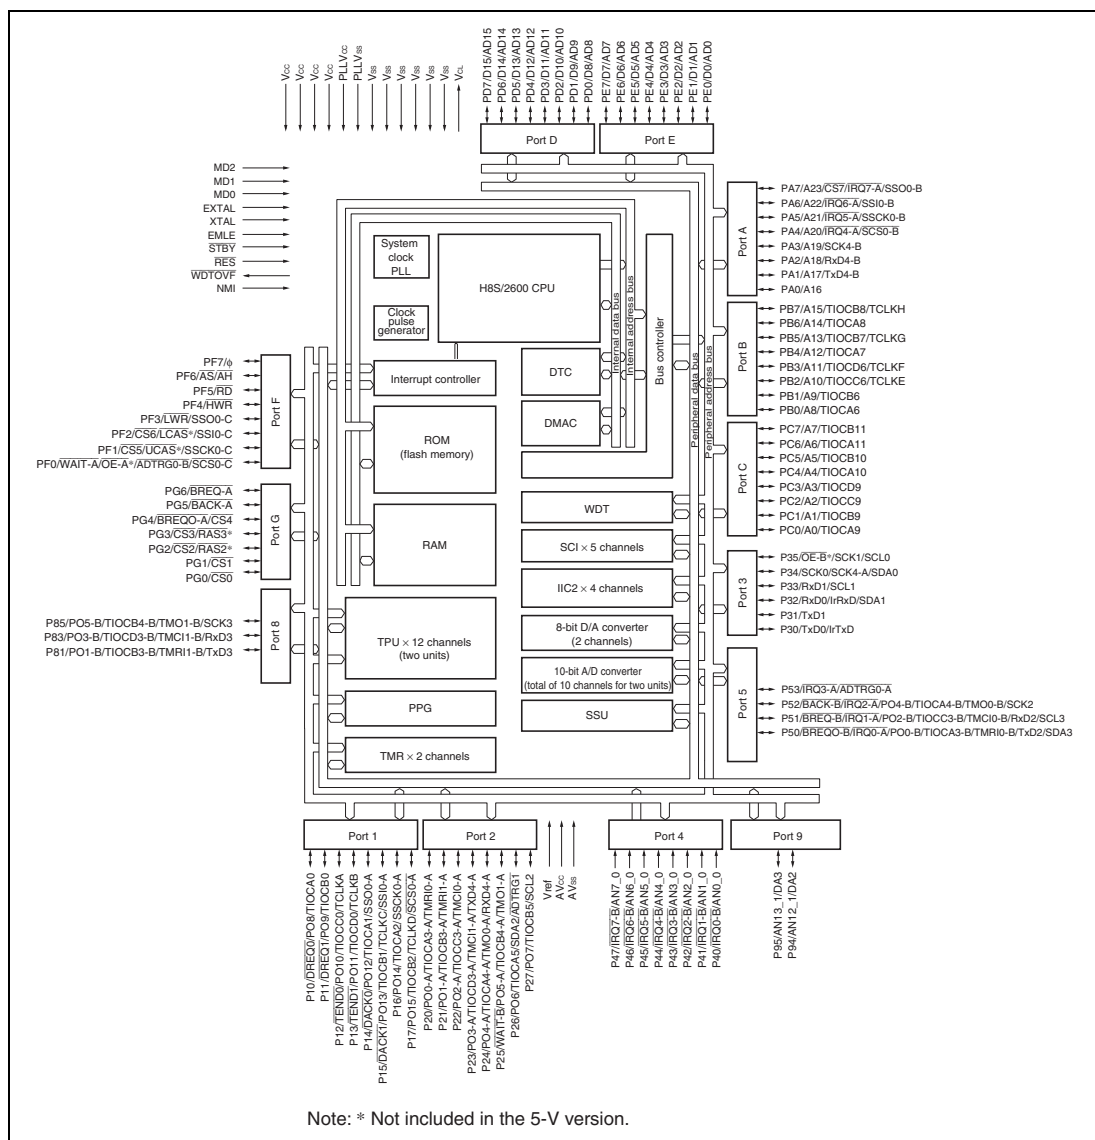 Vcc
Vcc
Vcc
Vcc
PLLVcc
PLLVss
Vss
Vss
Vss
Vss
Vss
Vss
VCL
PD7/D15/AD15
PD6/D14/AD14
PD5/D13/AD13
PD4/D12/AD12
PD3/D11/AD11
PD2/D10/AD10
PD1/D9/AD9
PD0/D8/AD8
PE7/D7/AD7
PE6/D6/AD6
PE5/D5/AD5
PE4/D4/AD4
PE3/D3/AD3
PE2/D2/AD2
PE1/D1/AD1
PE0/D0/AD0
Port D
Port E
MD2
MD1
MD0
EXTAL
XTAL
EMLE
STBY
RES
WDTOVF
NMI
System
clock
PLL
H8S/2600 CPU
Clock
pulse
generator
Interrupt controller
DTC
DMAC
Internal data bus
Internal address bus
Bus controller
Peripheral data bus
Peripheral address bus
ROM
(flash memory)
RAM
WDT
SCI × 5 channels
IIC2 × 4 channels
8-bit D/A converter
(2 channels)
TPU × 12 channels
(two units)
10-bit A/D converter
(total of 10 channels for two units)
PPG
SSU
TMR × 2 channels
Port A
PA7/A23/CS7/IRQ7-A/SSO0-B
PA6/A22/IRQ6-A/SSI0-B
PA5/A21/IRQ5-A/SSCK0-B
PA4/A20/IRQ4-A/SCS0-B
PA3/A19/SCK4-B
PA2/A18/RxD4-B
PA1/A17/TxD4-B
PA0/A16
Port B
PB7/A15/TIOCB8/TCLKH
PB6/A14/TIOCA8
PB5/A13/TIOCB7/TCLKG
PB4/A12/TIOCA7
PB3/A11/TIOCD6/TCLKF
PB2/A10/TIOCC6/TCLKE
PB1/A9/TIOCB6
PB0/A8/TIOCA6
Port C
PC7/A7/TIOCB11
PC6/A6/TIOCA11
PC5/A5/TIOCB10
PC4/A4/TIOCA10
PC3/A3/TIOCD9
PC2/A2/TIOCC9
PC1/A1/TIOCB9
PC0/A0/TIOCA9
Port 3
P35/OE-B*/SCK1/SCL0
P34/SCK0/SCK4-A/SDA0
P33/RxD1/SCL1
P32/RxD0/IrRxD/SDA1
P31/TxD1
P30/TxD0/IrTxD
Port 5
P53/IRQ3-A/ADTRG0-A
P52/BACK-B/IRQ2-A/PO4-B/TIOCA4-B/TMO0-B/SCK2
P51/BREQ-B/IRQ1-A/PO2-B/TIOCC3-B/TMCI0-B/RxD2/SCL3
P50/BREQO-B/IRQ0-A/PO0-B/TIOCA3-B/TMRI0-B/TxD2/SDA3
PF7/ϕ
PF6/AS/AH
PF5/RD
PF4/HWR
PF3/LWR/SSO0-C
PF2/CS6/LCAS*/SSI0-C
PF1/CS5/UCAS*/SSCK0-C
PF0/WAIT-A/OE-A*/ADTRG0-B/SCS0-C
Port F
PG6/BREQ-A
PG5/BACK-A
PG4/BREQO-A/CS4
PG3/CS3/RAS3*
PG2/CS2/RAS2*
PG1/CS1
PG0/CS0
Port G
P85/PO5-B/TIOCB4-B/TMO1-B/SCK3
P83/PO3-B/TIOCD3-B/TMCI1-B/RxD3
P81/PO1-B/TIOCB3-B/TMRI1-B/TxD3
Port 8
Port 1
Port 2
Port 4
Port 9
P10/DREQ0/PO8/TIOCA0
P11/DREQ1/PO9/TIOCB0
P12/TEND0/PO10/TIOCC0/TCLKA
P13/TEND1/PO11/TIOCD0/TCLKB
P14/DACK0/PO12/TIOCA1/SSO0-A
P15/DACK1/PO13/TIOCB1/TCLKC/SSI0-A
P16/PO14/TIOCA2/SSCK0-A
P17/PO15/TIOCB2/TCLKD/SCS0-A
P20/PO0-A/TIOCA3-A/TMRI0-A
P21/PO1-A/TIOCB3-A/TMRI1-A
P22/PO2-A/TIOCC3-A/TMCI0-A
P23/PO3-A/TIOCD3-A/TMCI1-A/TXD4-A
P24/PO4-A/TIOCA4-A/TMO0-A/RXD4-A
P25/WAIT-B/PO5-A/TIOCB4-A/TMO1-A
P26/PO6/TIOCA5/SDA2/ADTRG1
P27/PO7/TIOCB5/SCL2
Vref
AVcc
AVss
P47/IRQ7-B/AN7_0
P46/IRQ6-B/AN6_0
P45/IRQ5-B/AN5_0
P44/IRQ4-B/AN4_0
P43/IRQ3-B/AN3_0
P42/IRQ2-B/AN2_0
P41/IRQ1-B/AN1_0
P40/IRQ0-B/AN0_0
P95/AN13_1/DA3
P94/AN12_1/DA2
Note: * Not included in the 5-V version.